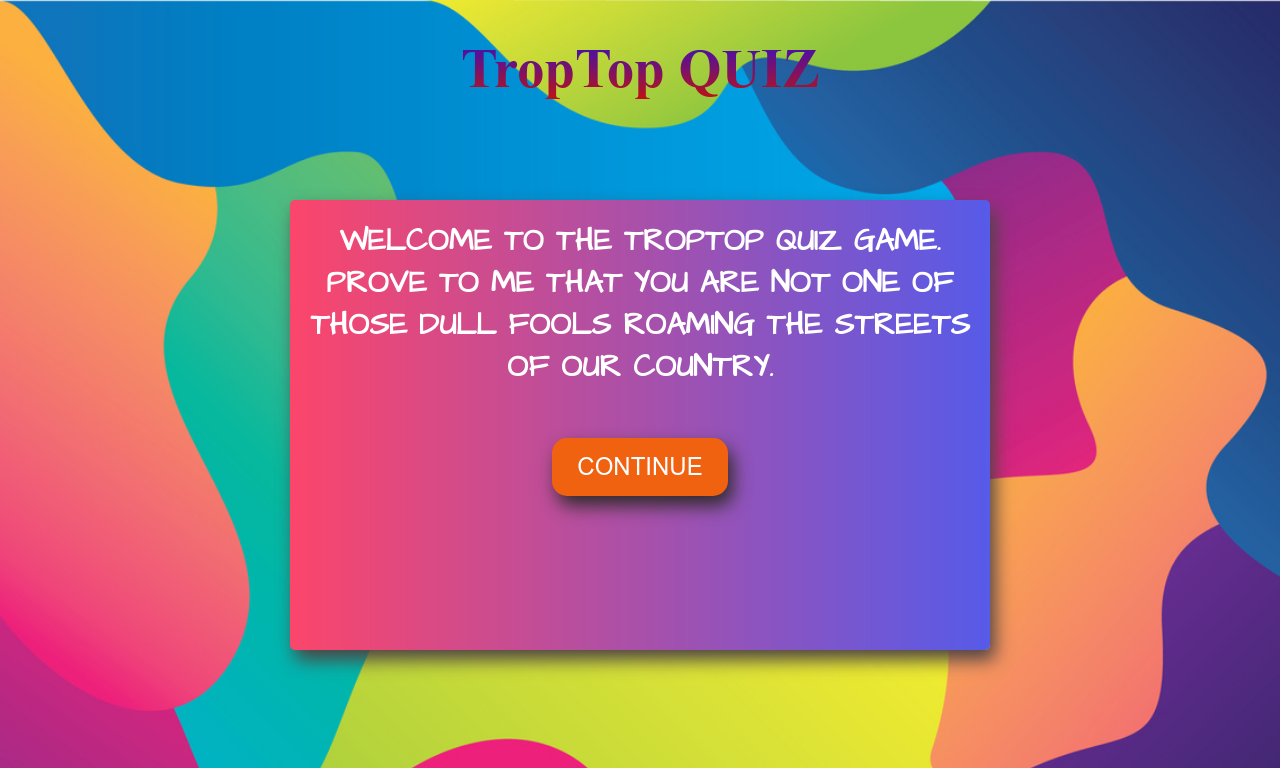 TropTop QUIZ
WELCOME TO THE TROPTOP QUIZ GAME.
PROVE TO ME THAT YOU ARE NOT ONE OF
THOSE DULL FOOLS ROAMING THE STREETS
OF OUR COUNTRY.
CONTINUE